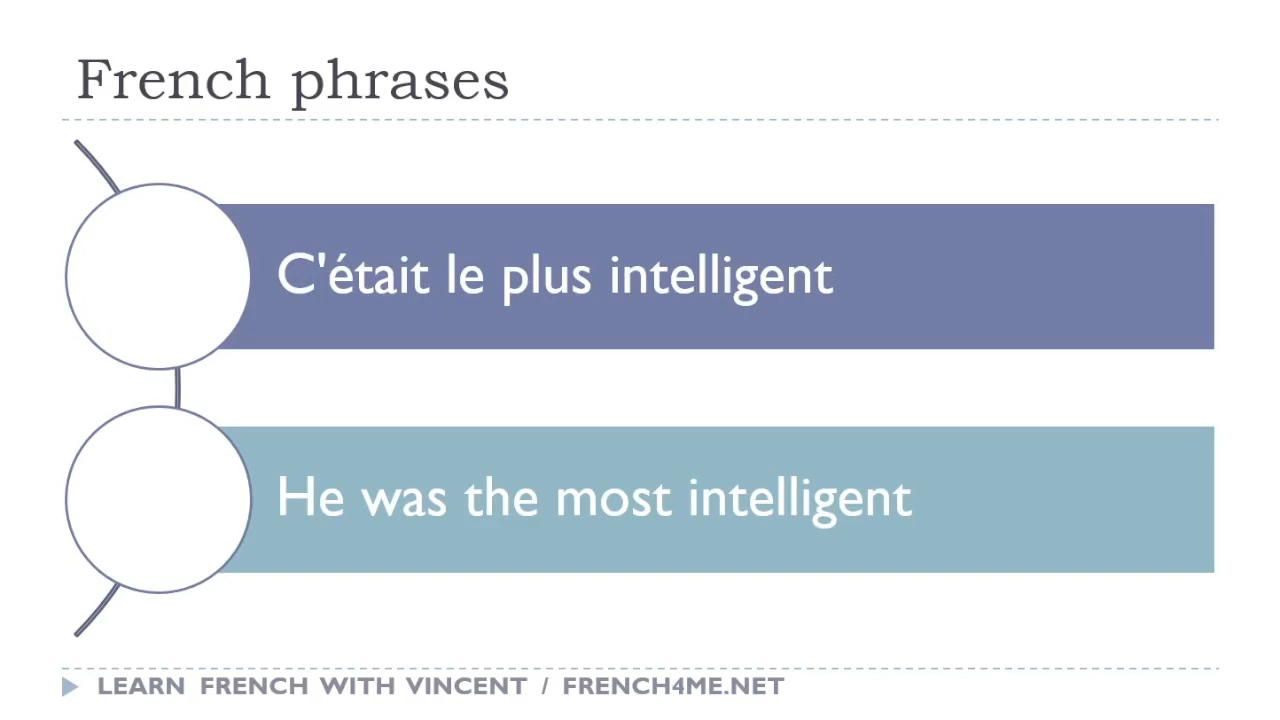 French phrases
C'était le plus intelligent
He was the most intelligent
LEARN FRENCH WITH VINCENT / FRENCH4ME.NET